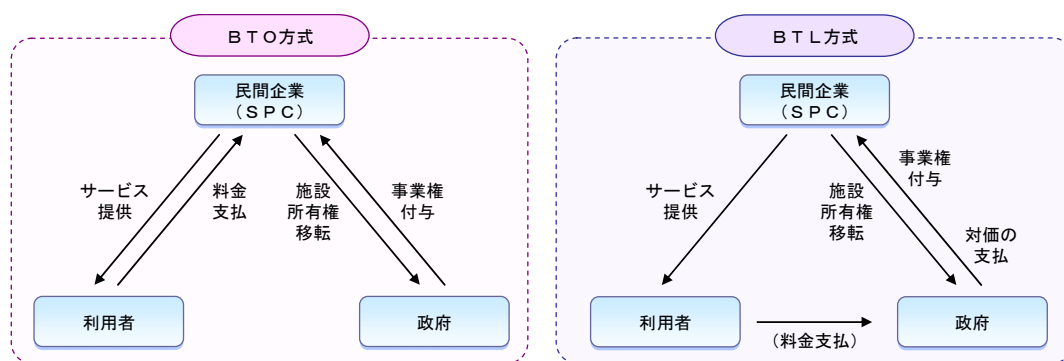 ＢＴＯ方式
民間企業
（ＳＰＣ）
サービス
提供
料金
支払
施設
所有権
移転
事業権
付与
利用者
政府
ＢＴＬ方式
民間企業
（ＳＰＣ）
サービス
提供
施設
所有権
移転
事業権
付与
対価の
支払
利用者
（料金支払）
政府